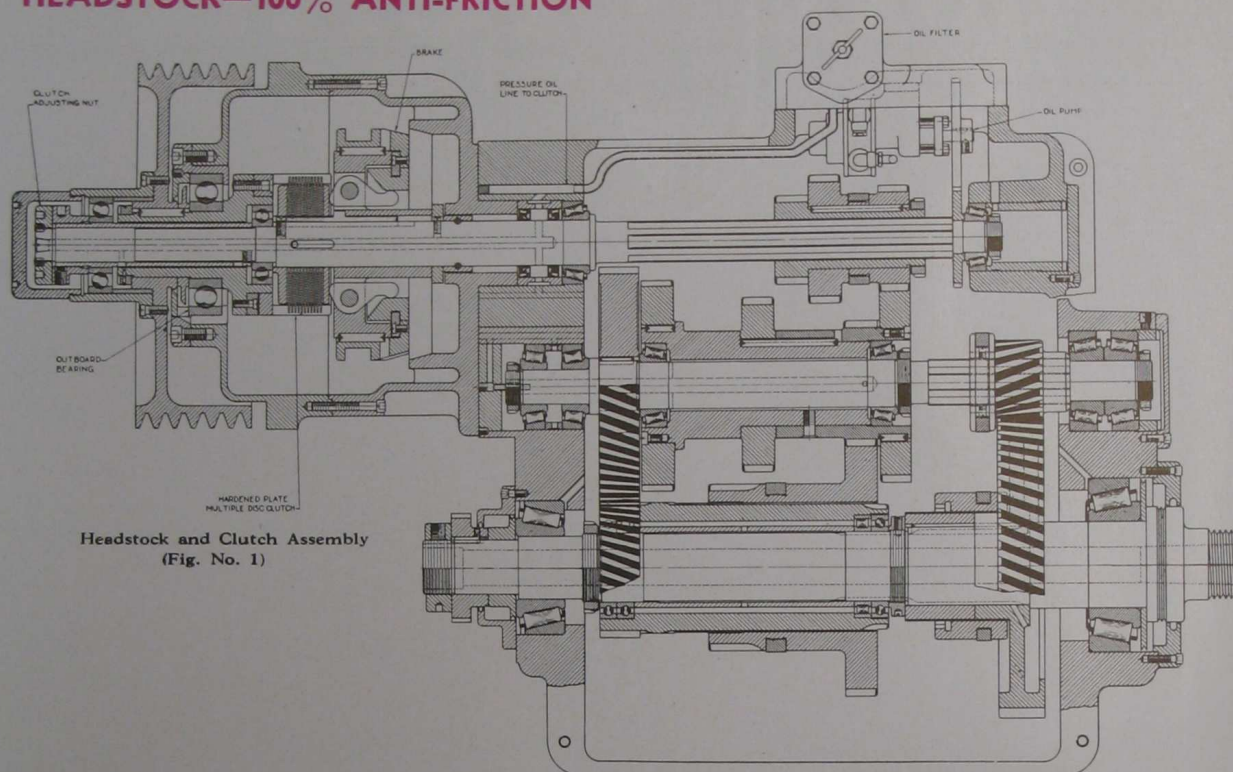 HEADSTOCK—100% ANTI-FRICTION
OIL FILTER
BRAKE
CLUTCH
ADJUSTING NUT
PRESSURE OIL
LINE TO CLUTCH
OIL PUMP
OUTBOARD
BEARING
HARDENED PLATE
MULTIPLE DISC CLUTCH
Headstock and Clutch Assembly
(Fig. No. 1)